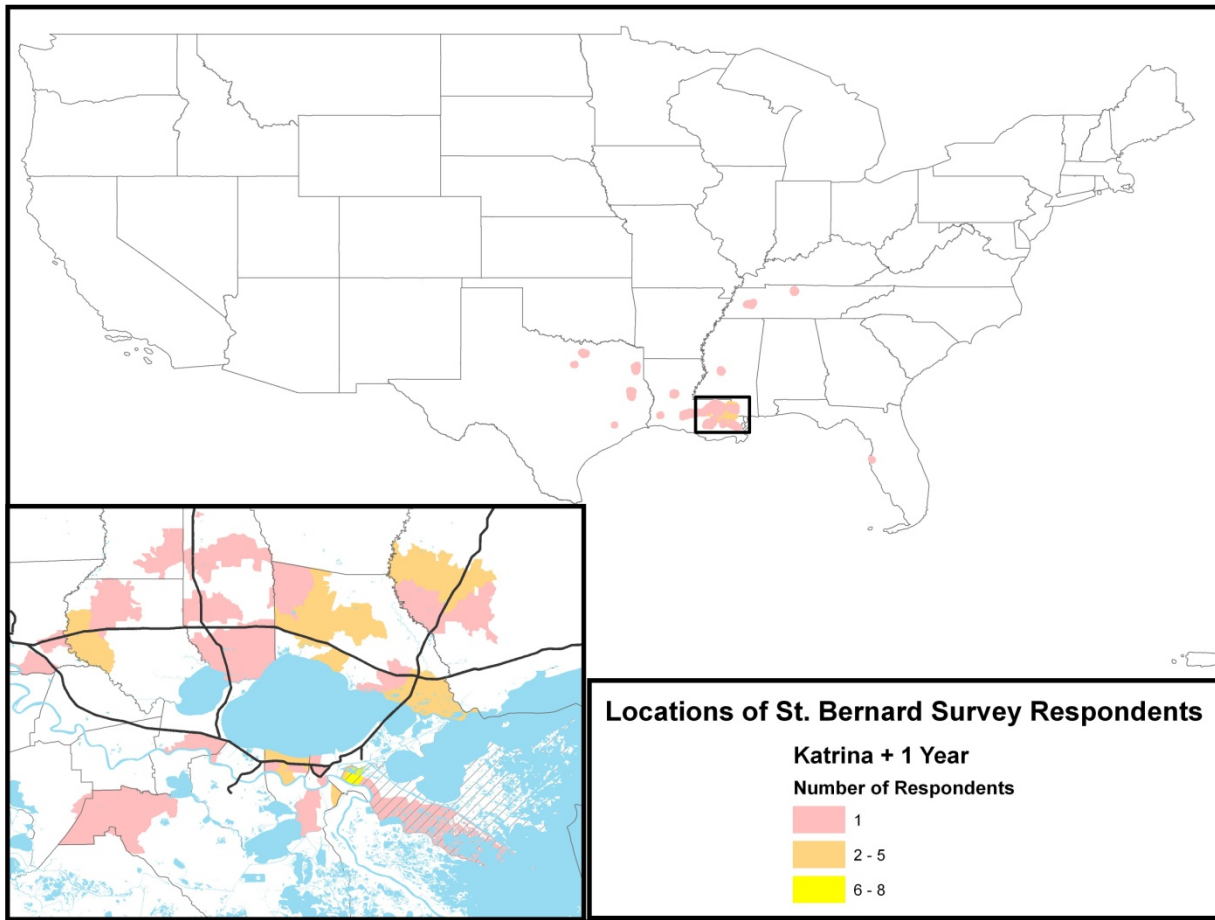 Locations of St. Bernard Survey Respondents
Katrina + 1 Year
Number of Respondents
1
2 - 5
6 - 8